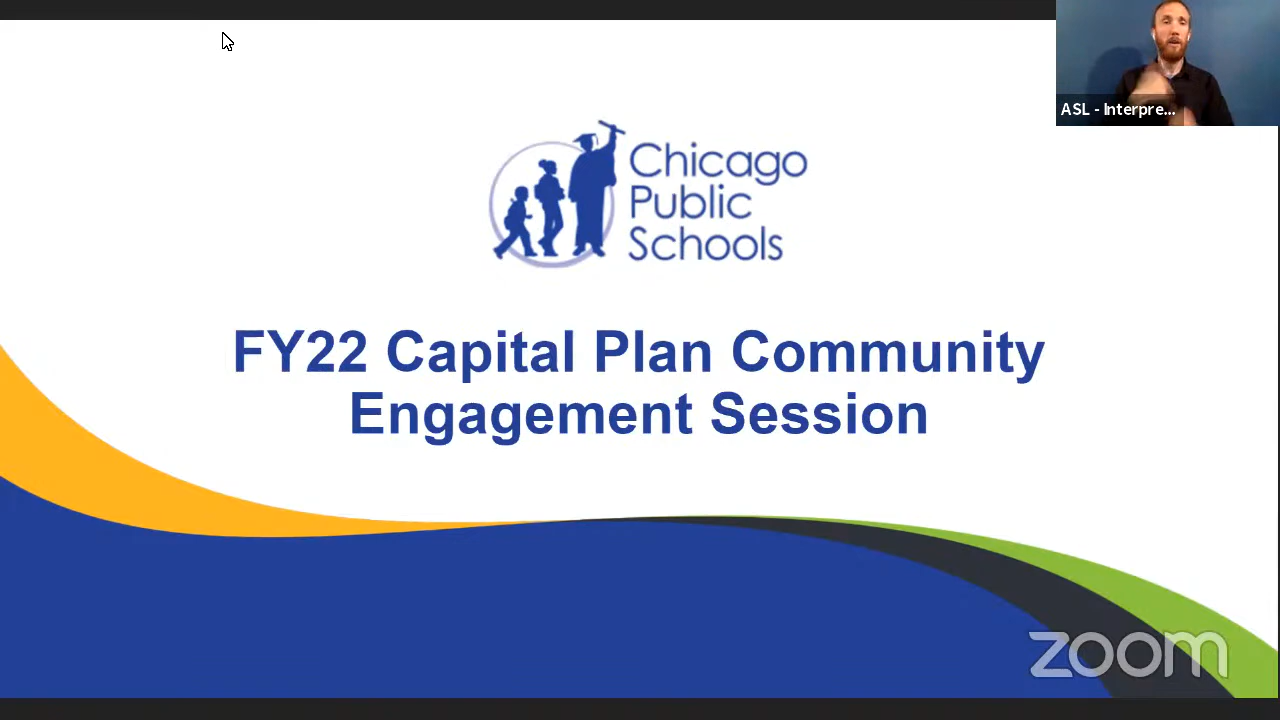 ASL - Interpre...
Chicago
Public
Schools
FY22 Capital Plan Community
Engagement Session
zoom